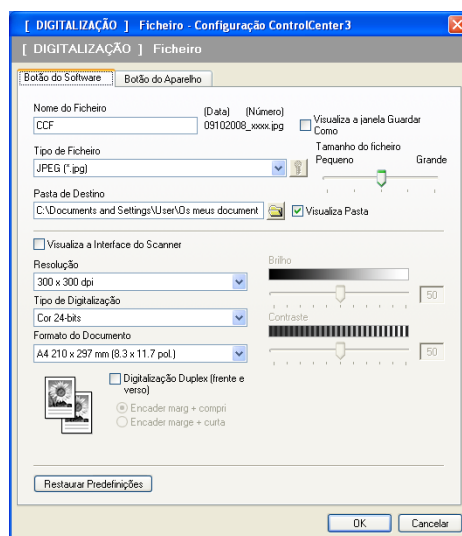 [ DIGITALIZAÇÃO ] Ficheiro - Configuração ControlCenter3
[ DIGITALIZAÇÃO ] Ficheiro
Botão do Software
Botão do Aparelho
Nome do Ficheiro
(Data) (Número)
CCF
09102008_xxxx.jpg
Visualiza a janela Guardar
Como
Tipo de Ficheiro
Tamanho do ficheiro
Pequeno Grande
JPEG (*.jpg)
Pasta de Destino
C:\Documents and Settings\User\Os meus document
Visualiza Pasta
Visualiza a Interface do Scanner
Resolução
Brilho
300 x 300 dpi
50
Tipo de Digitalização
Cor 24-bits
Contraste
Formato do Documento
A4 210 x 297 mm (8.3 x 11.7 pol.)
50
Digitalização Duplex (frente e
verso)
Encader marg + compri
Encader marge + curta
Restaurar Predefinições
OK
Cancelar